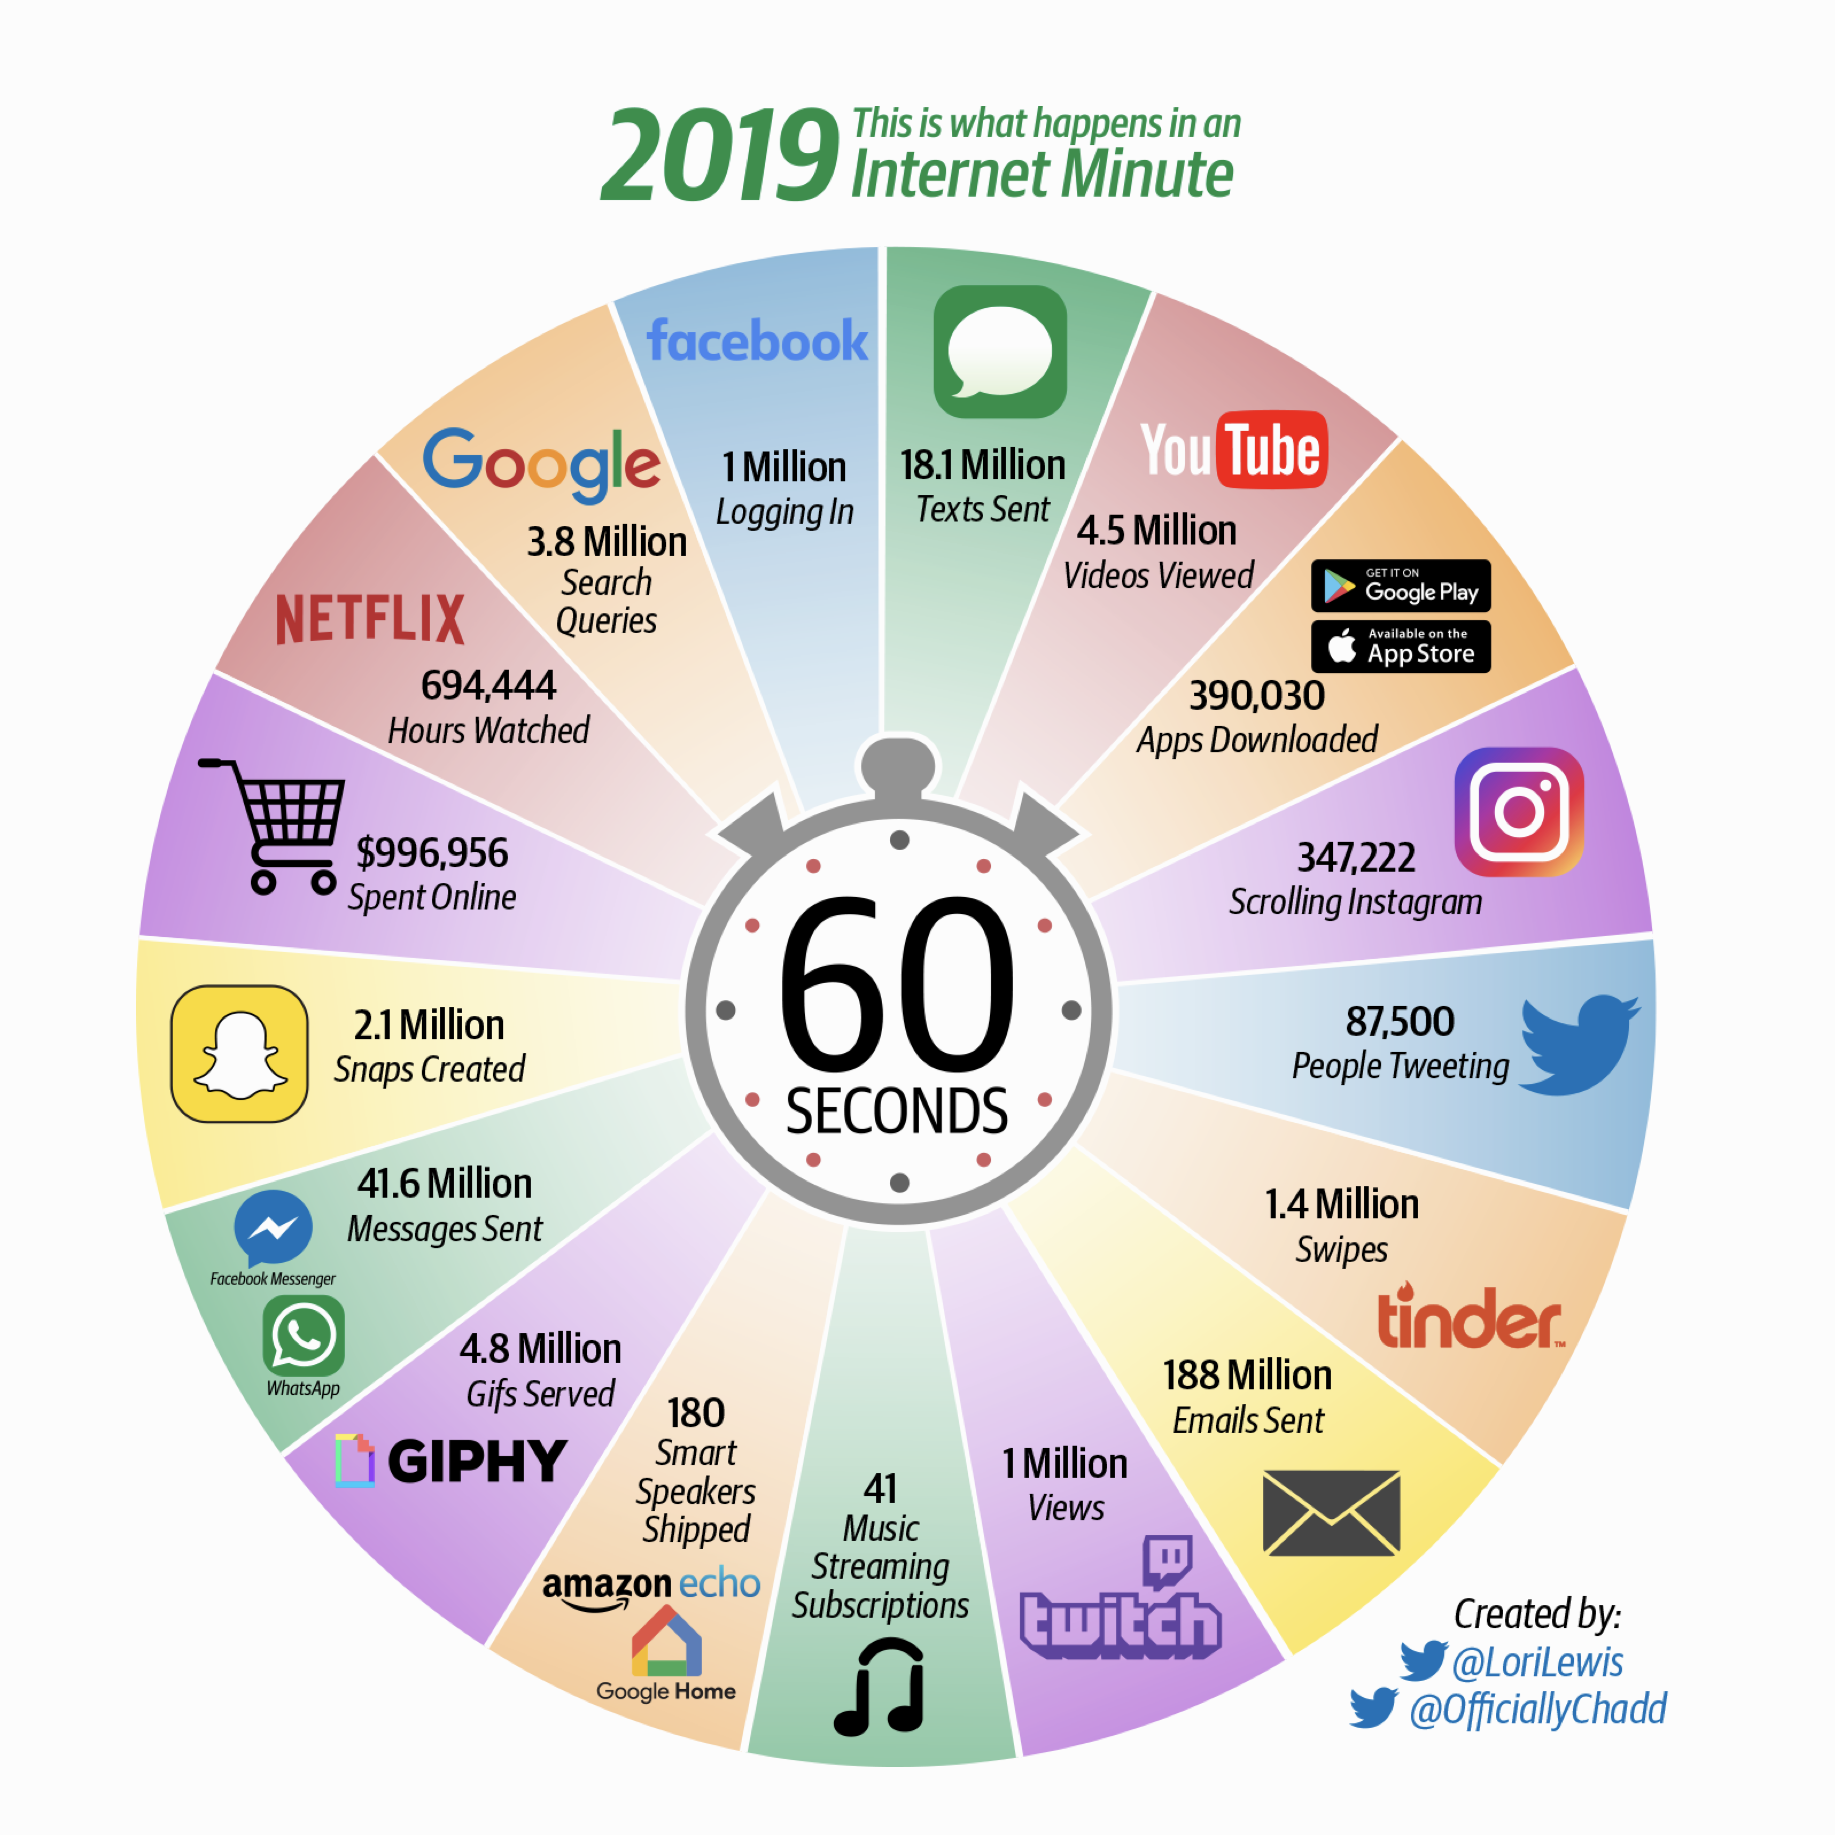 2019
This is what happens in an
Internet Minute
facebook
1 Million
Logging In
18.1 Million
Texts Sent
YouTube
4.5 Million
Videos Viewed
GET IT ON
Google Play
Available on the
App Store
390,030
Apps Downloaded
347,222
Scrolling Instagram
87,500
People Tweeting
1.4 Million
Swipes
tinder™
188 Million
Emails Sent
1 Million
Views
twitch
41
Music
Streaming
Subscriptions
180
Smart
Speakers
Shipped
amazon echo
Google Home
4.8 Million
Gifs Served
GIPHY
41.6 Million
Messages Sent
Facebook Messenger
WhatsApp
2.1 Million
Snaps Created
$996,956
Spent Online
NETFLIX
694,444
Hours Watched
Google
3.8 Million
Search
Queries
60
SECONDS
Created by:
@LoriLewis
@OfficiallyChadd